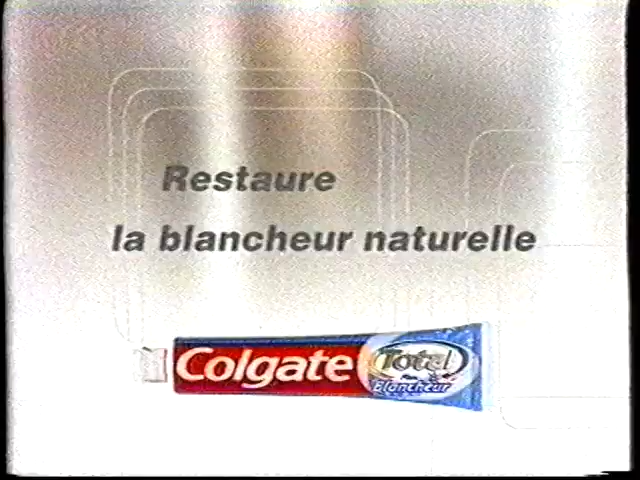 Restaure
la blancheur naturelle
Colgate
Total
Blancheur